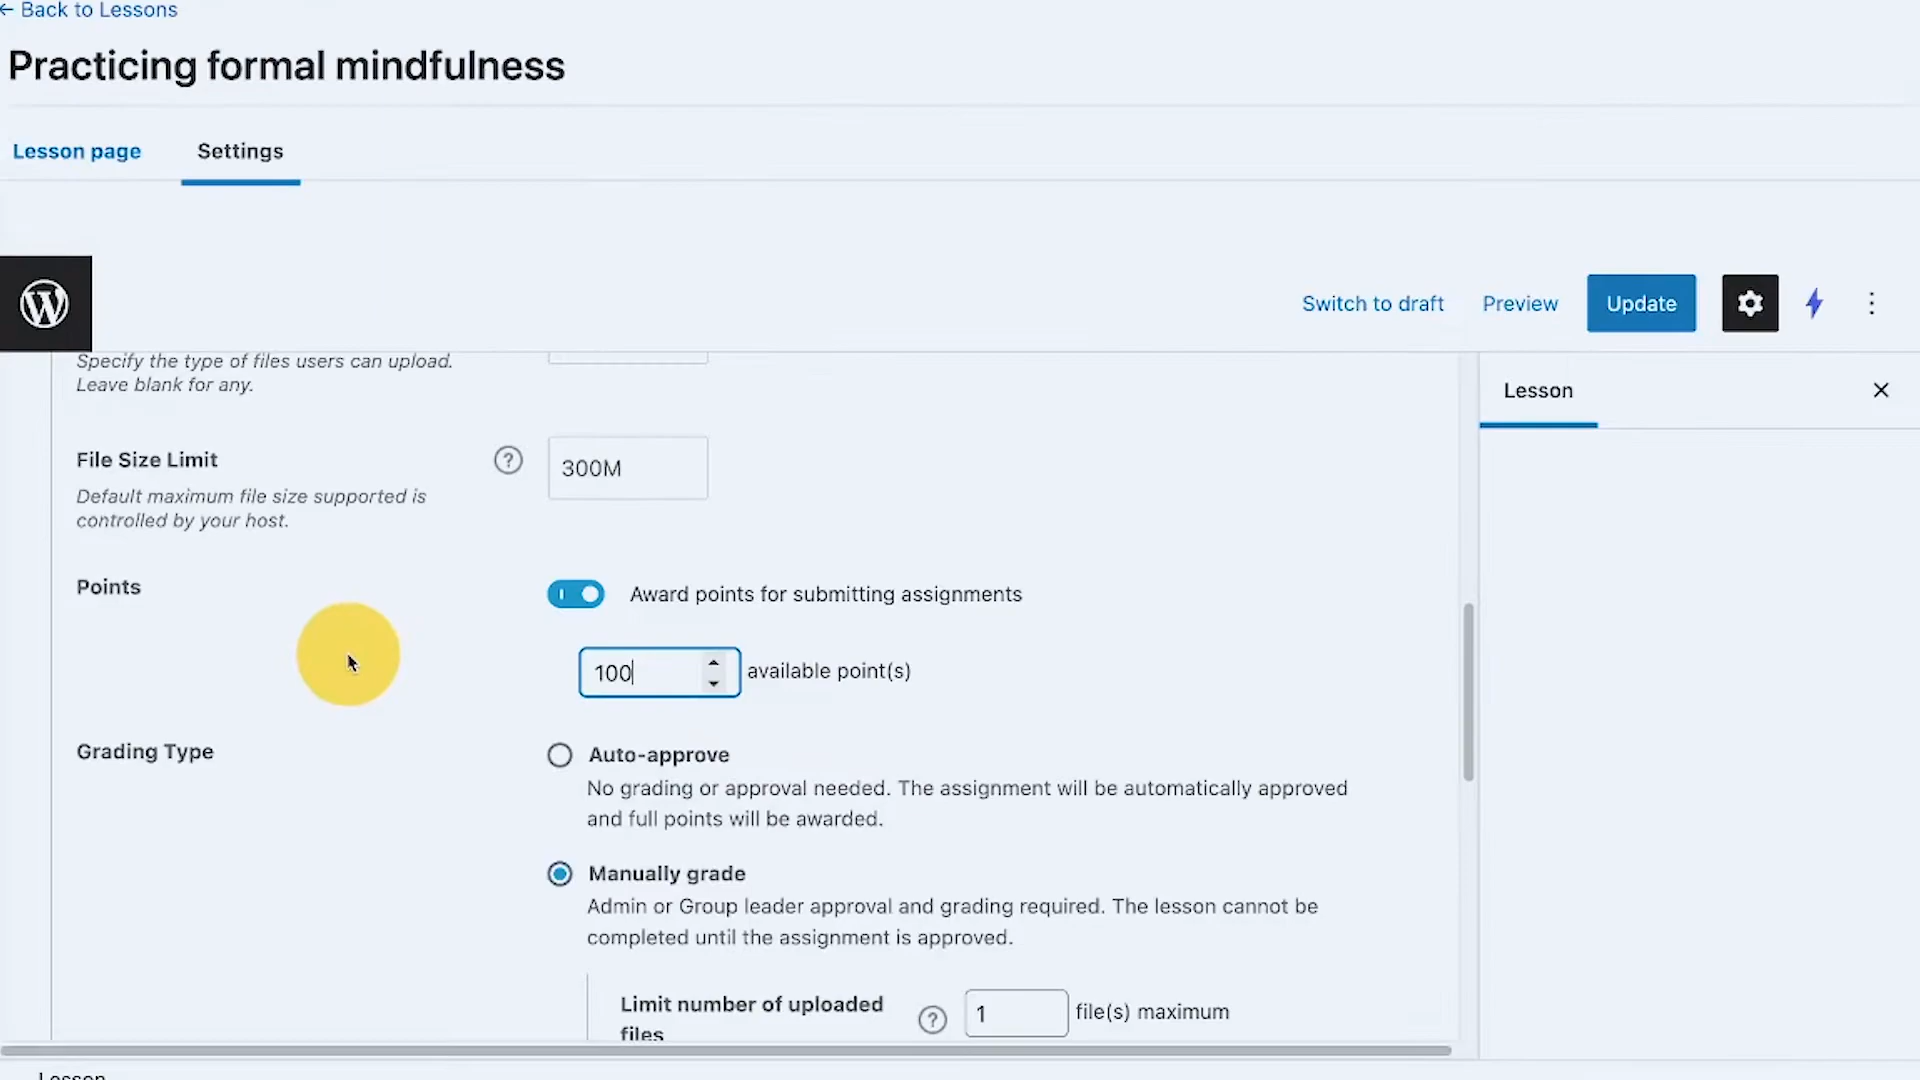 ← Back to Lessons
Practicing formal mindfulness
Lesson page
Settings
Switch to draft
Preview
Update
Specify the type of files users can upload.
Leave blank for any.
Lesson
File Size Limit
?
300M
Default maximum file size supported is
controlled by your host.
Points
Award points for submitting assignments
100
available point(s)
Grading Type
Auto-approve
No grading or approval needed. The assignment will be automatically approved
and full points will be awarded.
Manually grade
Admin or Group leader approval and grading required. The lesson cannot be
completed until the assignment is approved.
Limit number of uploaded
files
?
1
file(s) maximum
Lesson